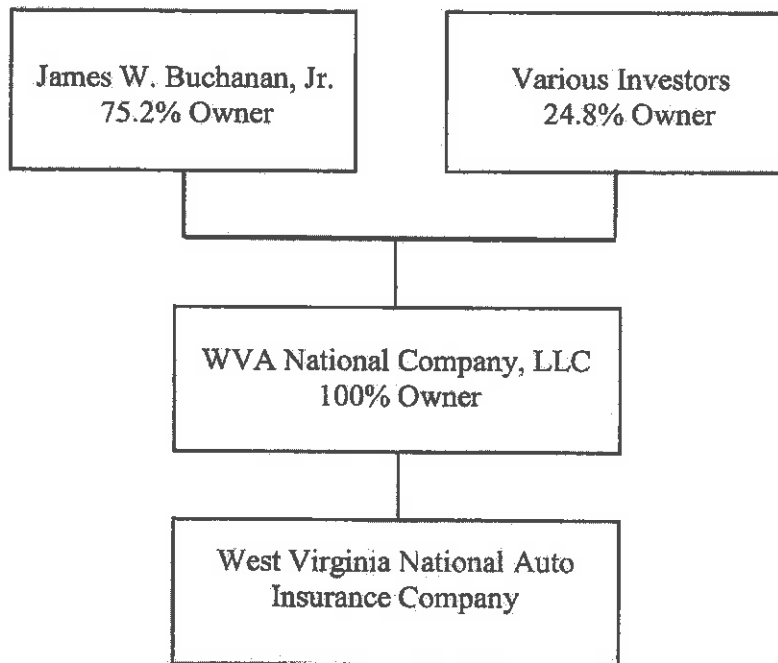 James W. Buchanan, Jr.
75.2% Owner
Various Investors
24.8% Owner
WVA National Company, LLC
100% Owner
West Virginia National Auto
Insurance Company